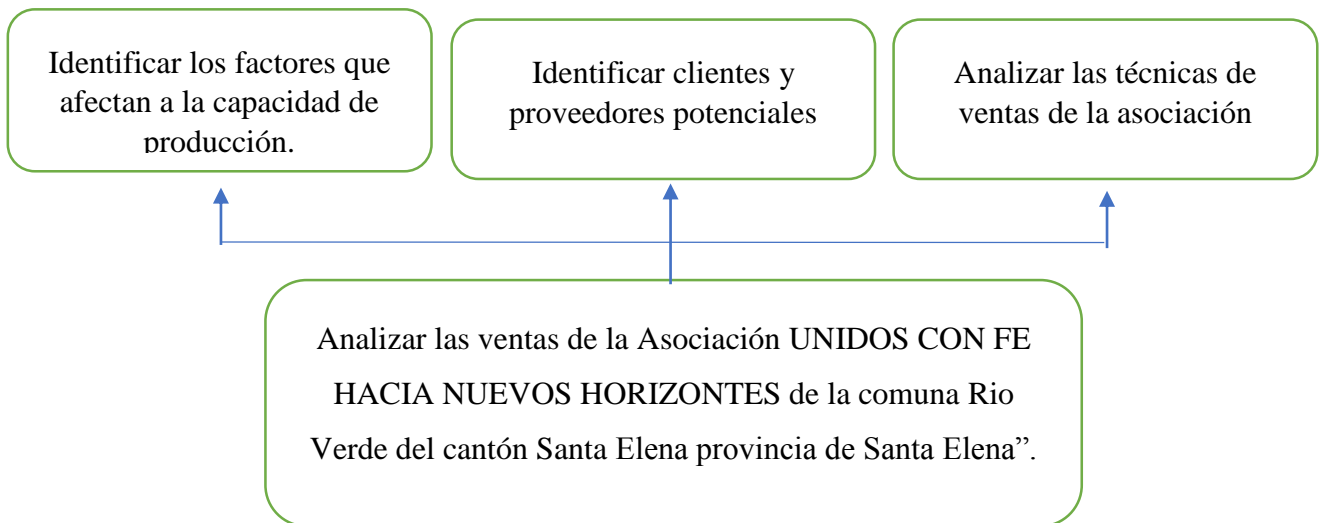 Identificar los factores que
afectan a la capacidad de
producción.
Identificar clientes y
proveedores potenciales
Analizar las técnicas de
ventas de la asociación
Analizar las ventas de la Asociación UNIDOS CON FE
HACIA NUEVOS HORIZONTES de la comuna Rio
Verde del cantón Santa Elena provincia de Santa Elena”.